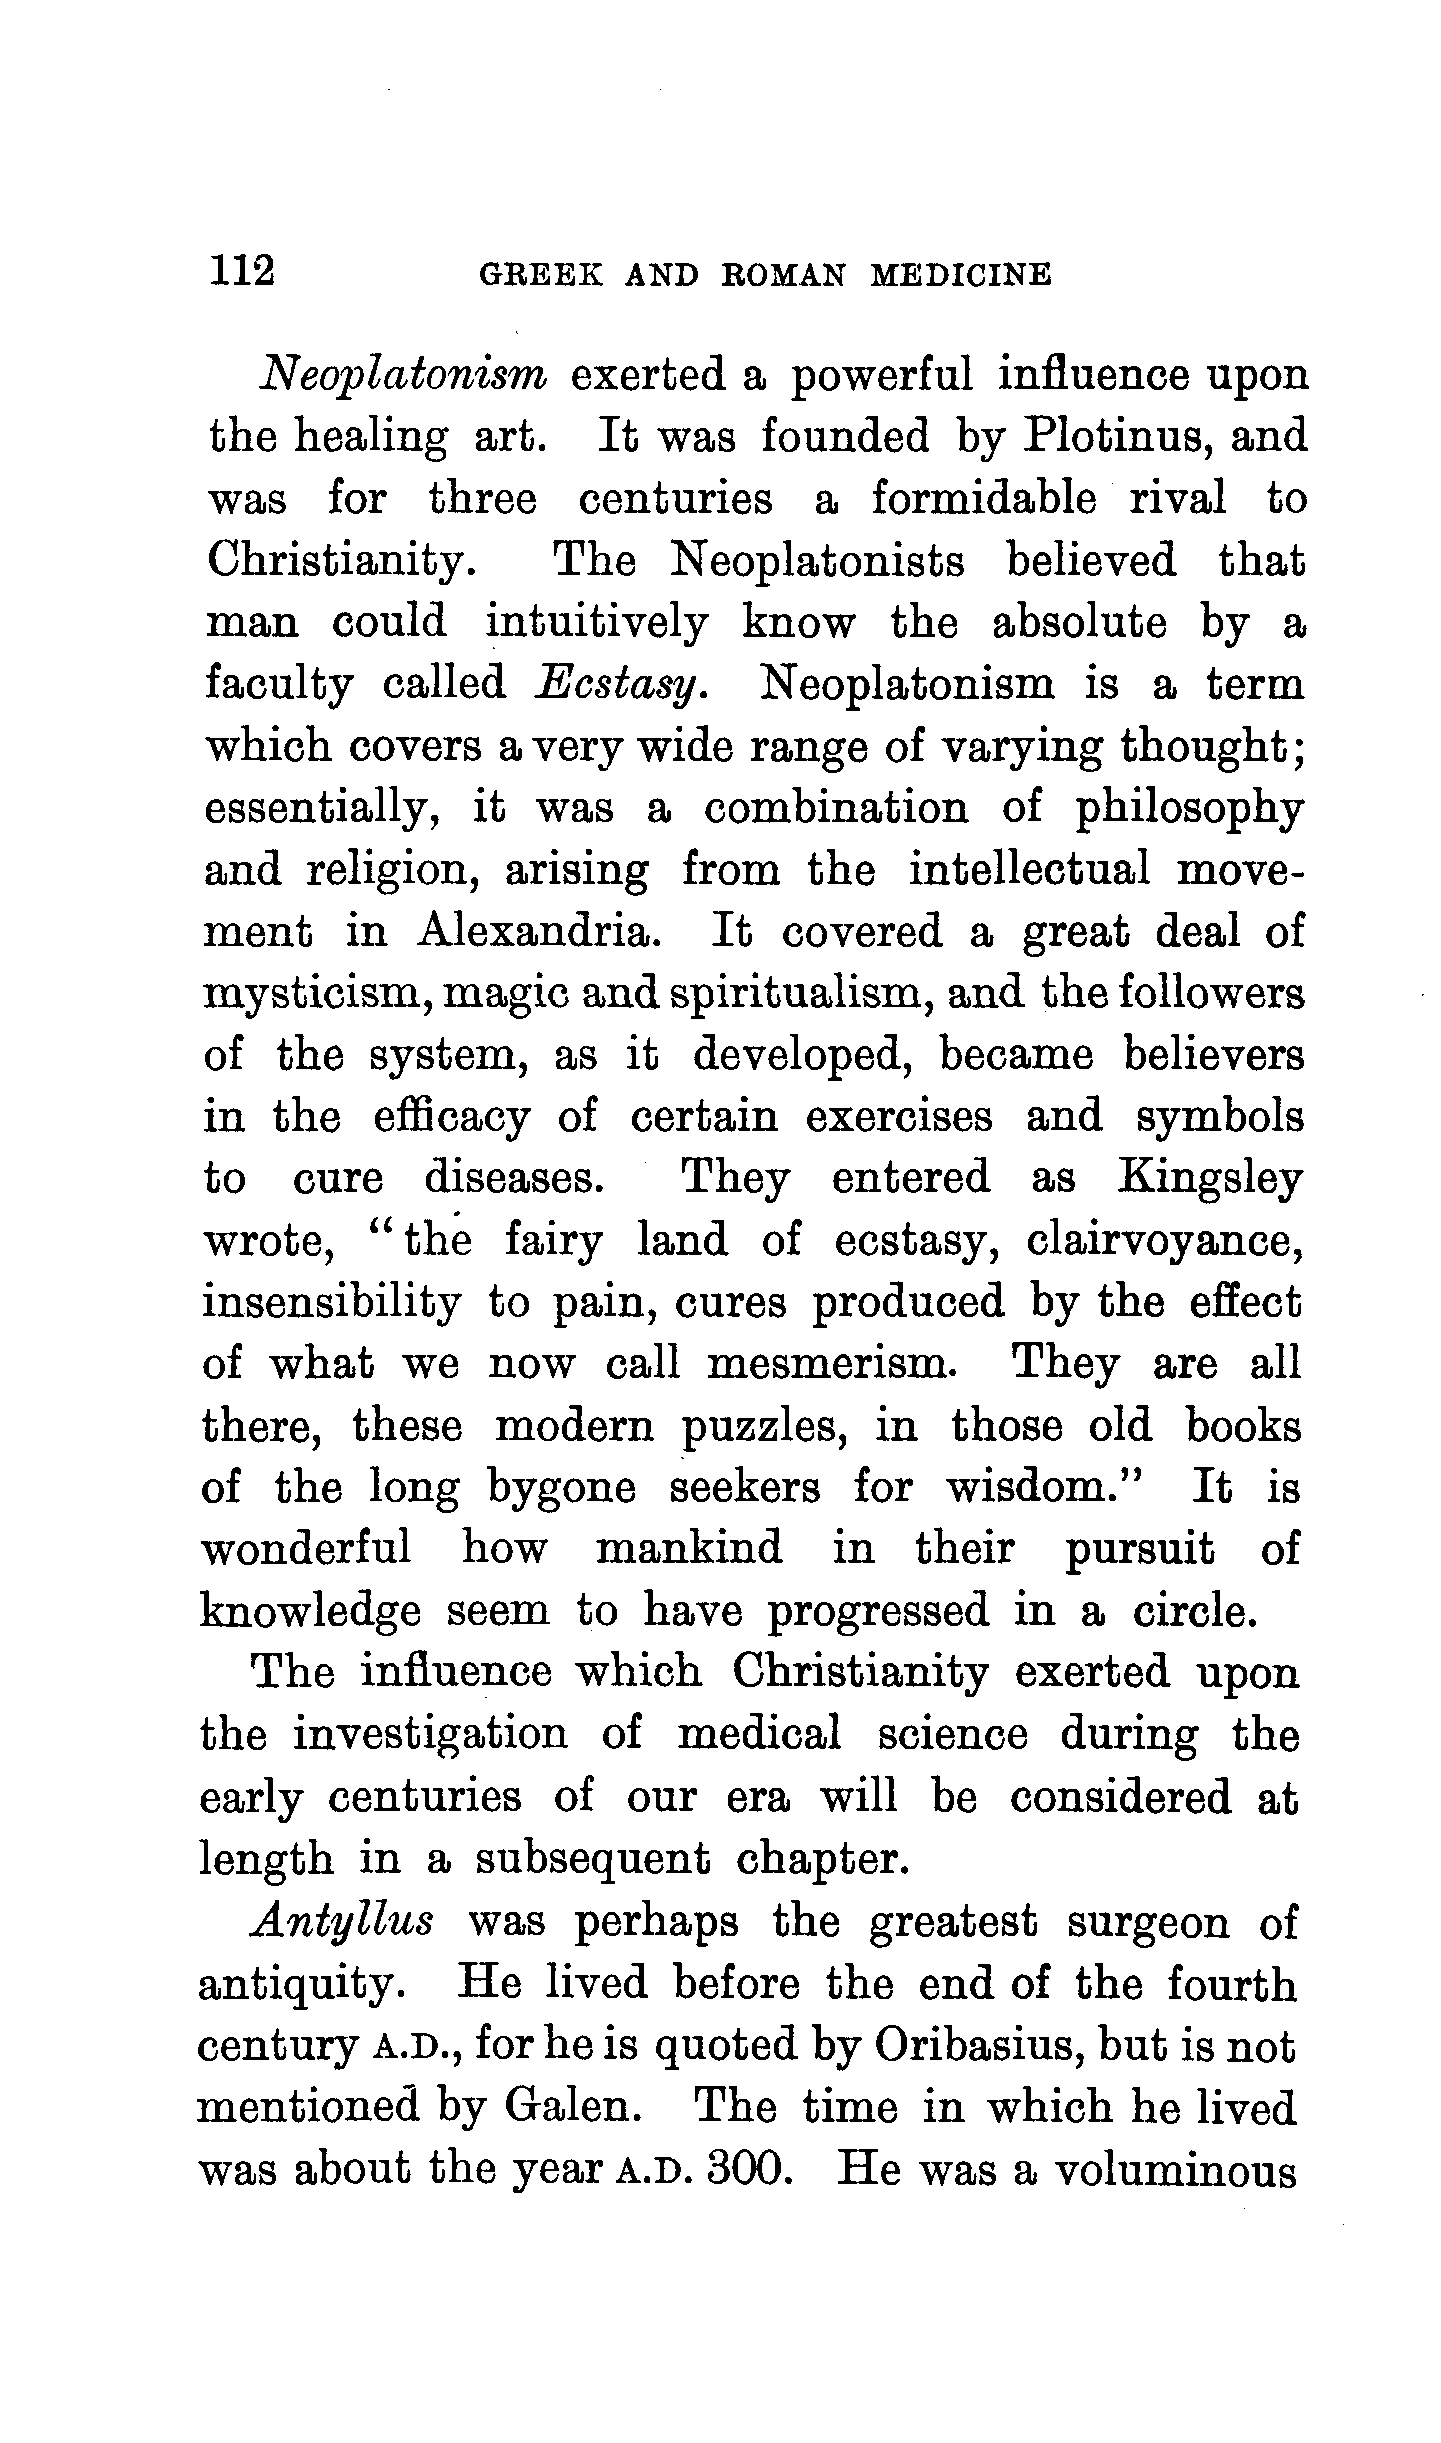 112 GREEK AND ROMAN MEDICINE
Neoplatonism exerted a powerful influence upon
the healing art. It was founded by Plotinus, and
was for three centuries a formidable rival to
Christianity. The Neoplatonists believed that
man could intuitively know the absolute by a
faculty called Ecstasy. Neoplatonism is a term
which covers a very wide range of varying thought;
essentially, it was a combination of philosophy
and religion, arising from the intellectual move-
ment in Alexandria. It covered a great deal of
mysticism, magic and spiritualism, and the followers
of the system, as it developed, became believers
in the efficacy of certain exercises and symbols
to cure diseases. They entered as Kingsley
wrote, “the fairy land of ecstasy, clairvoyance,
insensibility to pain, cures produced by the effect
of what we now call mesmerism. They are all
there, these modern puzzles, in those old books
of the long bygone seekers for wisdom.” It is
wonderful how mankind in their pursuit of
knowledge seem to have progressed in a circle.
The influence which Christianity exerted upon
the investigation of medical science during the
early centuries of our era will be considered at
length in a subsequent chapter.
Antyllus was perhaps the greatest surgeon of
antiquity. He lived before the end of the fourth
century A.D., for he is quoted by Oribasius, but is not
mentioned by Galen. The time in which he lived
was about the year A.D. 300. He was a voluminous